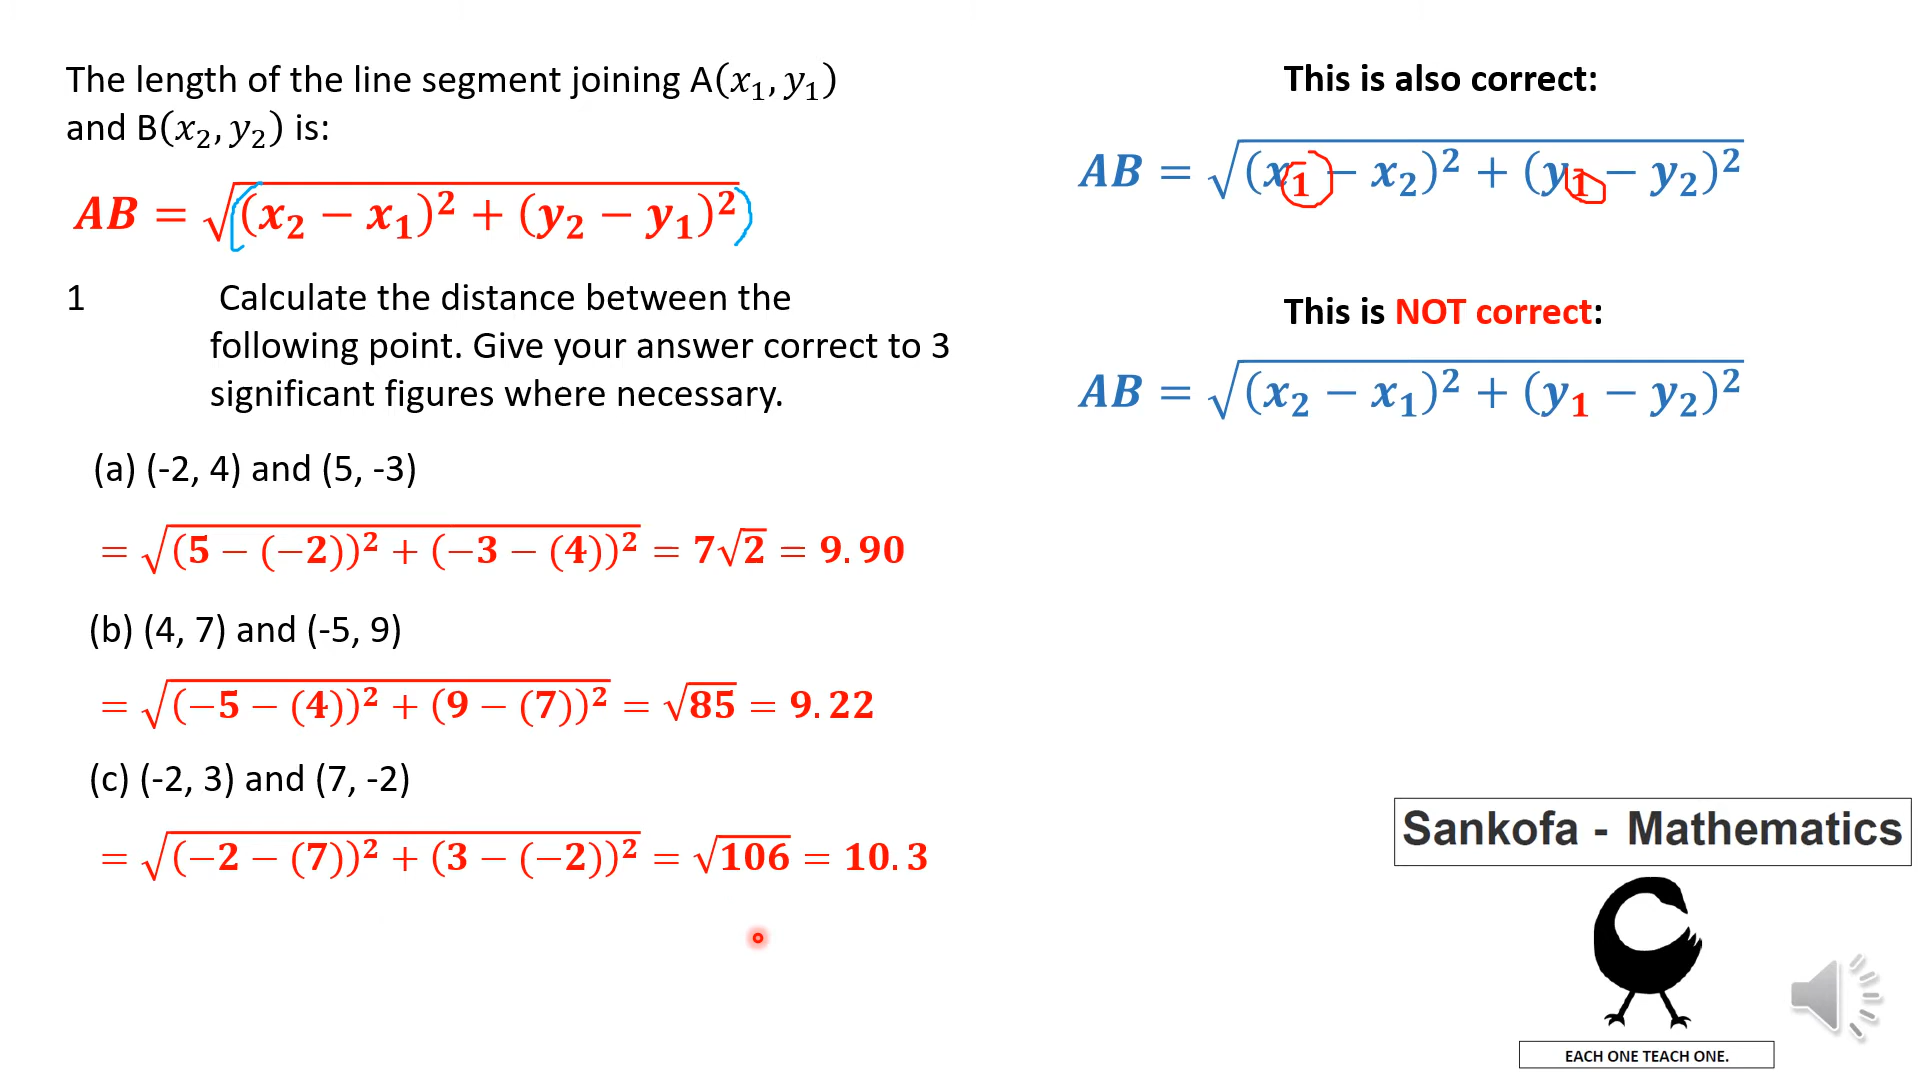 The length of the line segment joining A(x₁, y₁)
and B(x₂, y₂) is:
AB = √((x₂ − x₁)² + (y₂ − y₁)²)
1 Calculate the distance between the
following point. Give your answer correct to 3
significant figures where necessary.
(a) (-2, 4) and (5, -3)
= √((5 − (−2))² + (−3 − (4))²) = 7√2 = 9.90
(b) (4, 7) and (-5, 9)
= √((−5 − (4))² + (9 − (7))²) = √85 = 9.22
(c) (-2, 3) and (7, -2)
= √((−2 − (7))² + (3 − (−2))²) = √106 = 10.3
This is also correct:
AB = √((x₁ − x₂)² + (y₁ − y₂)²)
This is NOT correct:
AB = √((x₂ − x₁)² + (y₁ − y₂)²)
Sankofa - Mathematics
EACH ONE TEACH ONE.